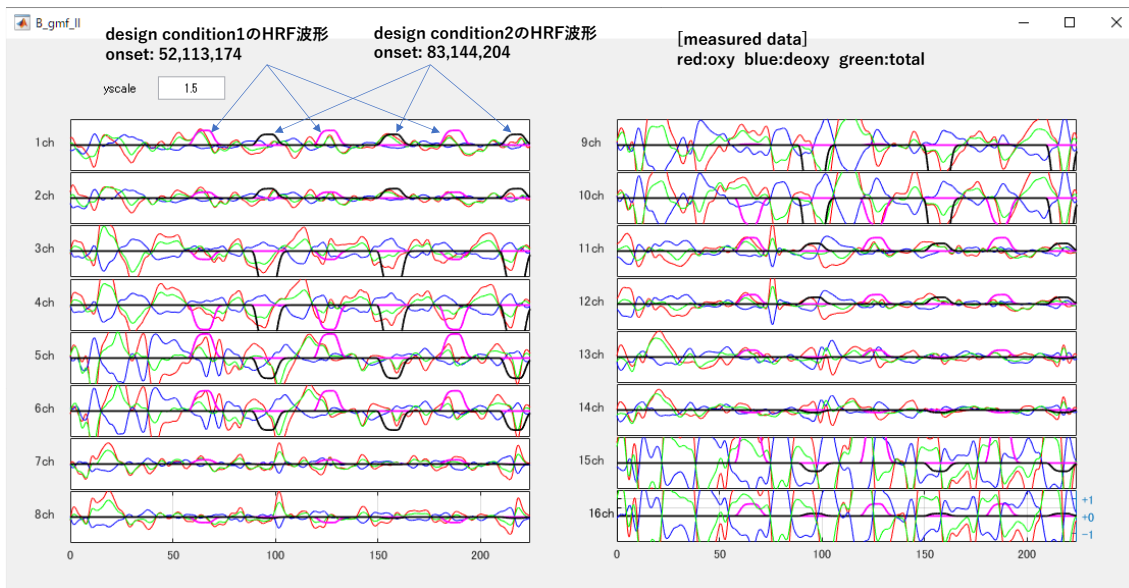 B_gmf_II
design condition1のHRF波形
onset: 52,113,174
design condition2のHRF波形
onset: 83,144,204
[measured data]
red:oxy blue:deoxy green:total
yscale
1.5
1ch
2ch
3ch
4ch
5ch
6ch
7ch
8ch
0
50
100
150
200
9ch
10ch
11ch
12ch
13ch
14ch
15ch
16ch
+1
+0
-1
0
50
100
150
200